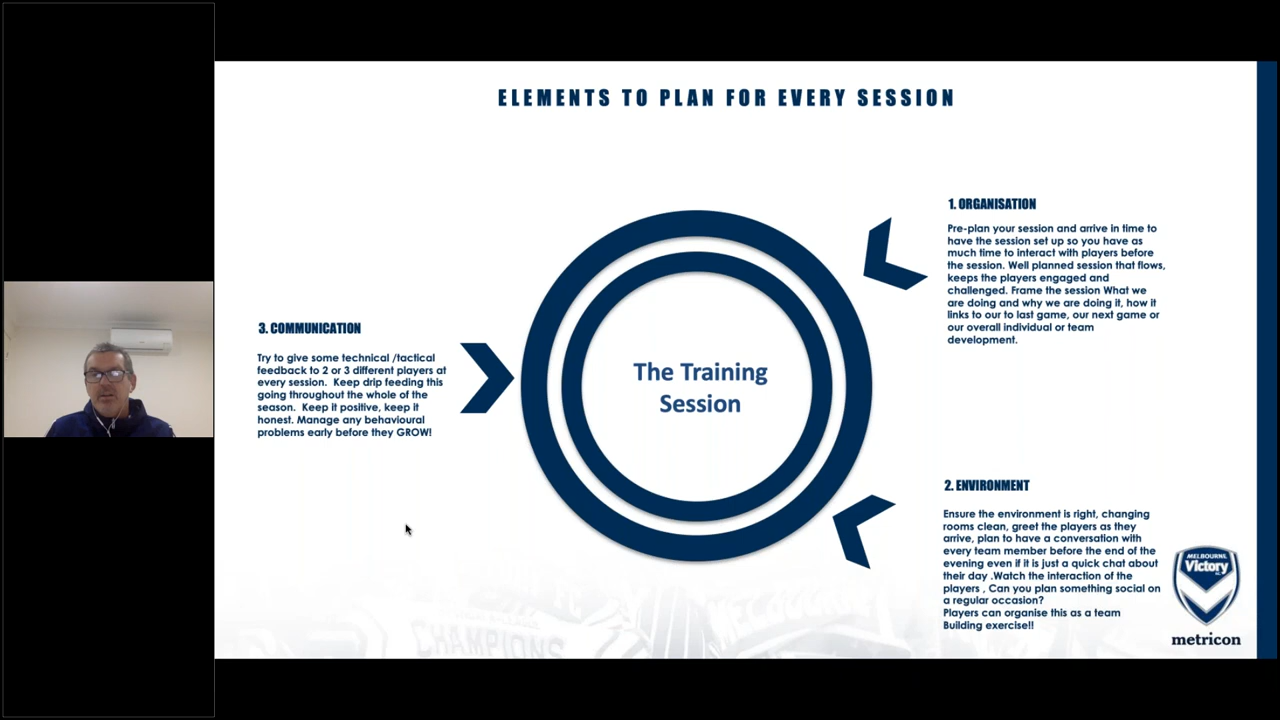 ELEMENTS TO PLAN FOR EVERY SESSION
1. ORGANISATION
Pre-plan your session and arrive in time to
have the session set up so you have as
much time to interact with players before
the session. Well planned session that flows,
keeps the players engaged and
challenged. Frame the session What we
are doing and why we are doing it, how it
links to our to last game, our next game or
our overall individual or team
development.
3. COMMUNICATION
Try to give some technical /tactical
feedback to 2 or 3 different players at
every session.  Keep drip feeding this
going throughout the whole of the
season.  Keep it positive, keep it
honest. Manage any behavioural
problems early before they GROW!
The Training
Session
2. ENVIRONMENT
Ensure the environment is right, changing
rooms clean, greet the players as they
arrive, plan to have a conversation with
every team member before the end of the
evening even if it is just a quick chat about
their day .Watch the interaction of the
players , Can you plan something social on
a regular occasion?
Players can organise this as a team
Building exercise!!
MELBOURNE
Victory
metricon
CHAMPIONS